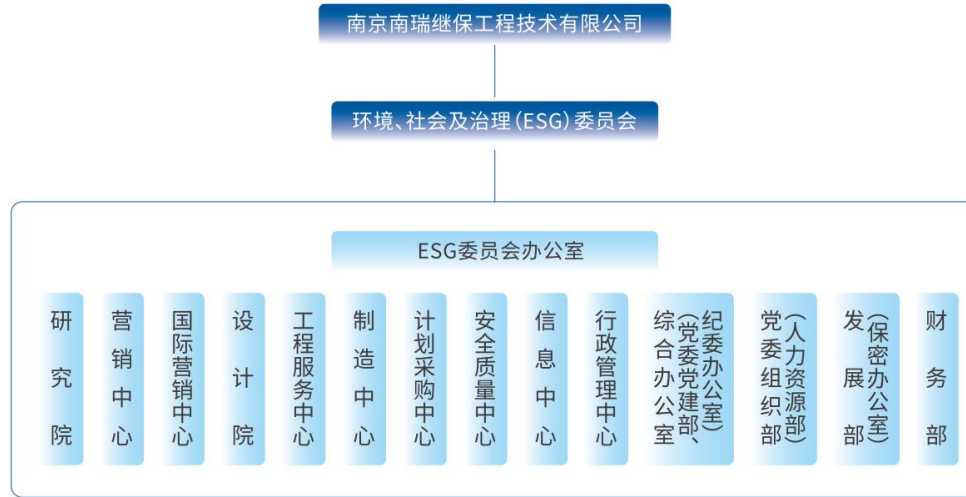 南京南瑞继保工程技术有限公司
环境、社会及治理(ESG)委员会
ESG委员会办公室
研究院
营销中心
国际营销中心
设计院
工程服务中心
制造中心
计划采购中心
安全质量中心
信息中心
行政管理中心
综合办公室
(党委党建部、
纪委办公室)
党委组织部
(人力资源部)
发展部
(保密办公室)
财务部